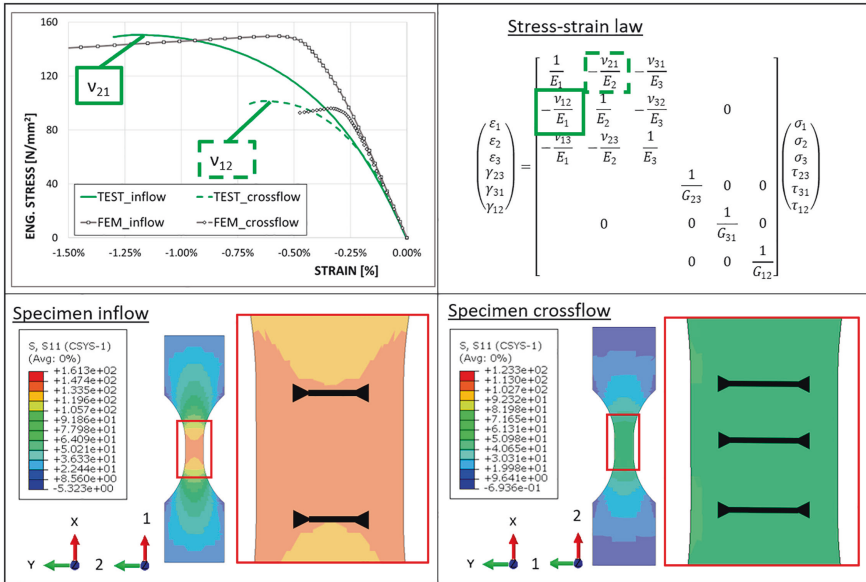 160
120
80
40
0
ENG. STRESS [N/mm²]
ν21
ν12
TEST_inflow
TEST_crossflow
FEM_inflow
FEM_crossflow
-1.50% -1.25% -1.00% -0.75% -0.50% -0.25% 0.00%
STRAIN [%]
Stress-strain law
ε1 ε2 ε3 γ23 γ31 γ12 =
1/E1 -ν21/E2 -ν31/E3
-ν12/E1 1/E2 -ν32/E3 0
-ν13/E1 -ν23/E2 1/E3
1/G23 0 0
0 0 1/G31 0
0 0 1/G12
σ1 σ2 σ3 τ23 τ31 τ12
Specimen inflow
S, S11 (CSYS-1)
(Avg: 0%)
+1.613e+02
+1.474e+02
+1.335e+02
+1.196e+02
+1.057e+02
+9.186e+01
+7.798e+01
+6.409e+01
+5.021e+01
+3.633e+01
+2.244e+01
+8.560e+00
-5.323e+00
X 1
Y 2
Specimen crossflow
S, S11 (CSYS-1)
(Avg: 0%)
+1.233e+02
+1.130e+02
+1.027e+02
+9.232e+01
+8.198e+01
+7.165e+01
+6.131e+01
+5.098e+01
+4.065e+01
+3.031e+01
+1.998e+01
+9.641e+00
-6.936e-01
X 2
Y 1